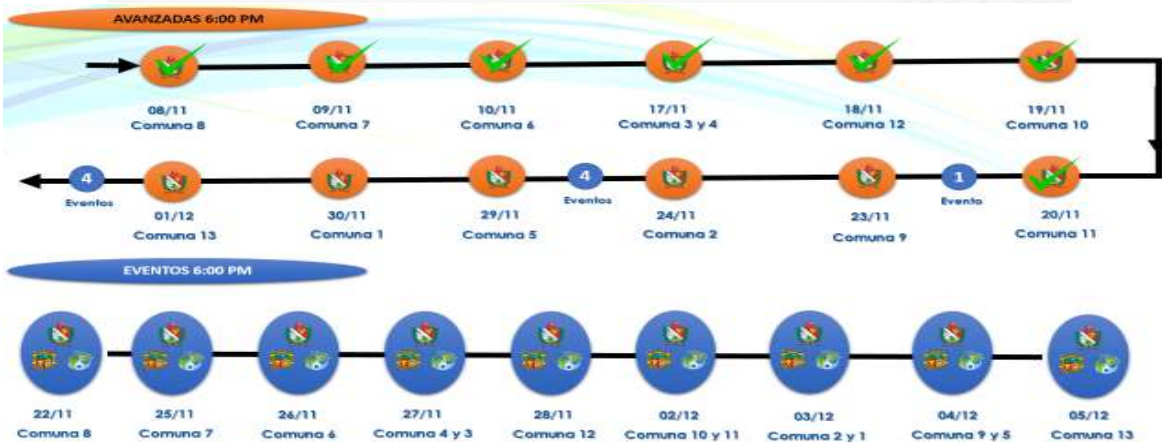 AVANZADAS 6:00 PM
08/11
Comuna 8
09/11
Comuna 7
10/11
Comuna 6
17/11
Comuna 3 y 4
18/11
Comuna 12
19/11
Comuna 10
4
Eventos
01/12
Comuna 13
30/11
Comuna 1
29/11
Comuna 5
4
Eventos
24/11
Comuna 2
23/11
Comuna 9
1
Evento
20/11
Comuna 11
EVENTOS 6:00 PM
22/11
Comuna 8
25/11
Comuna 7
26/11
Comuna 6
27/11
Comuna 4 y 3
28/11
Comuna 12
02/12
Comuna 10 y 11
03/12
Comuna 2 y 1
04/12
Comuna 9 y 5
05/12
Comuna 13